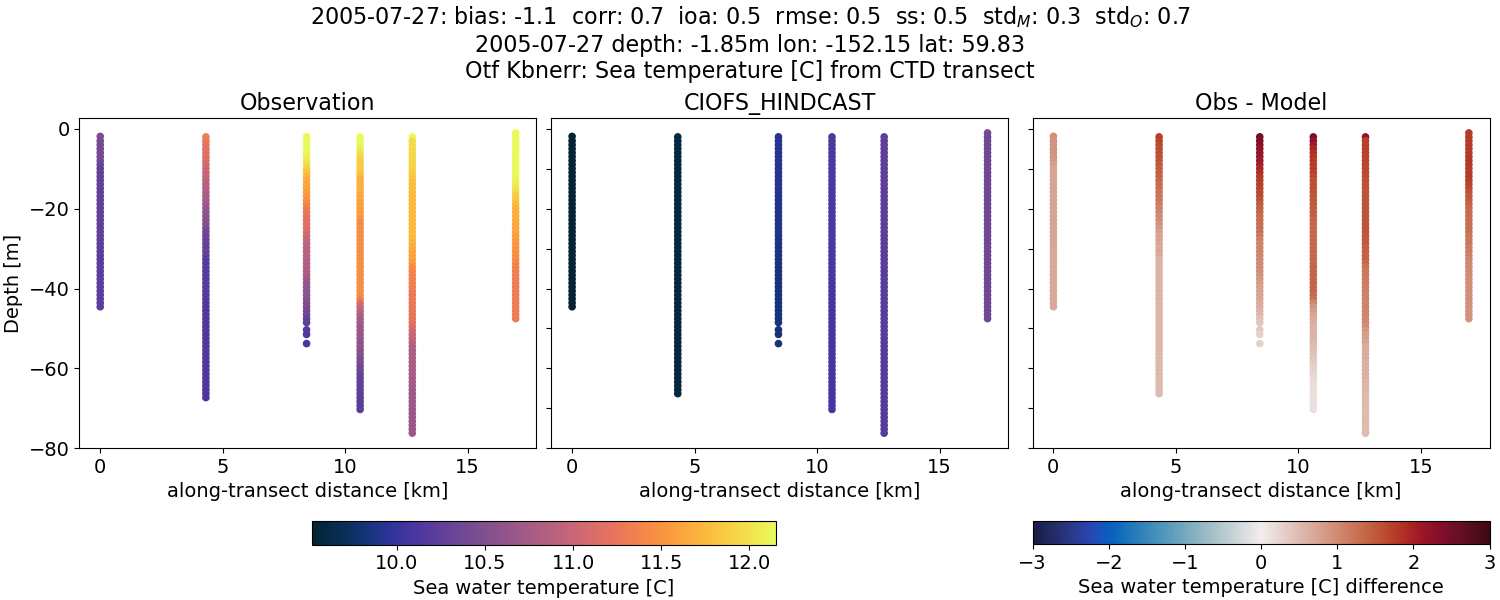 2005-07-27: bias: -1.1  corr: 0.7  ioa: 0.5  rmse: 0.5  ss: 0.5  std_M: 0.3  std_O: 0.7
2005-07-27 depth: -1.85m lon: -152.15 lat: 59.83
Otf Kbnerr: Sea temperature [C] from CTD transect
Observation
CIOFS_HINDCAST
Obs - Model
Depth [m]
0
−20
−40
−60
−80
0 5 10 15
0 5 10 15
0 5 10 15
along-transect distance [km]
along-transect distance [km]
along-transect distance [km]
10.0 10.5 11.0 11.5 12.0
Sea water temperature [C]
−3 −2 −1 0 1 2 3
Sea water temperature [C] difference